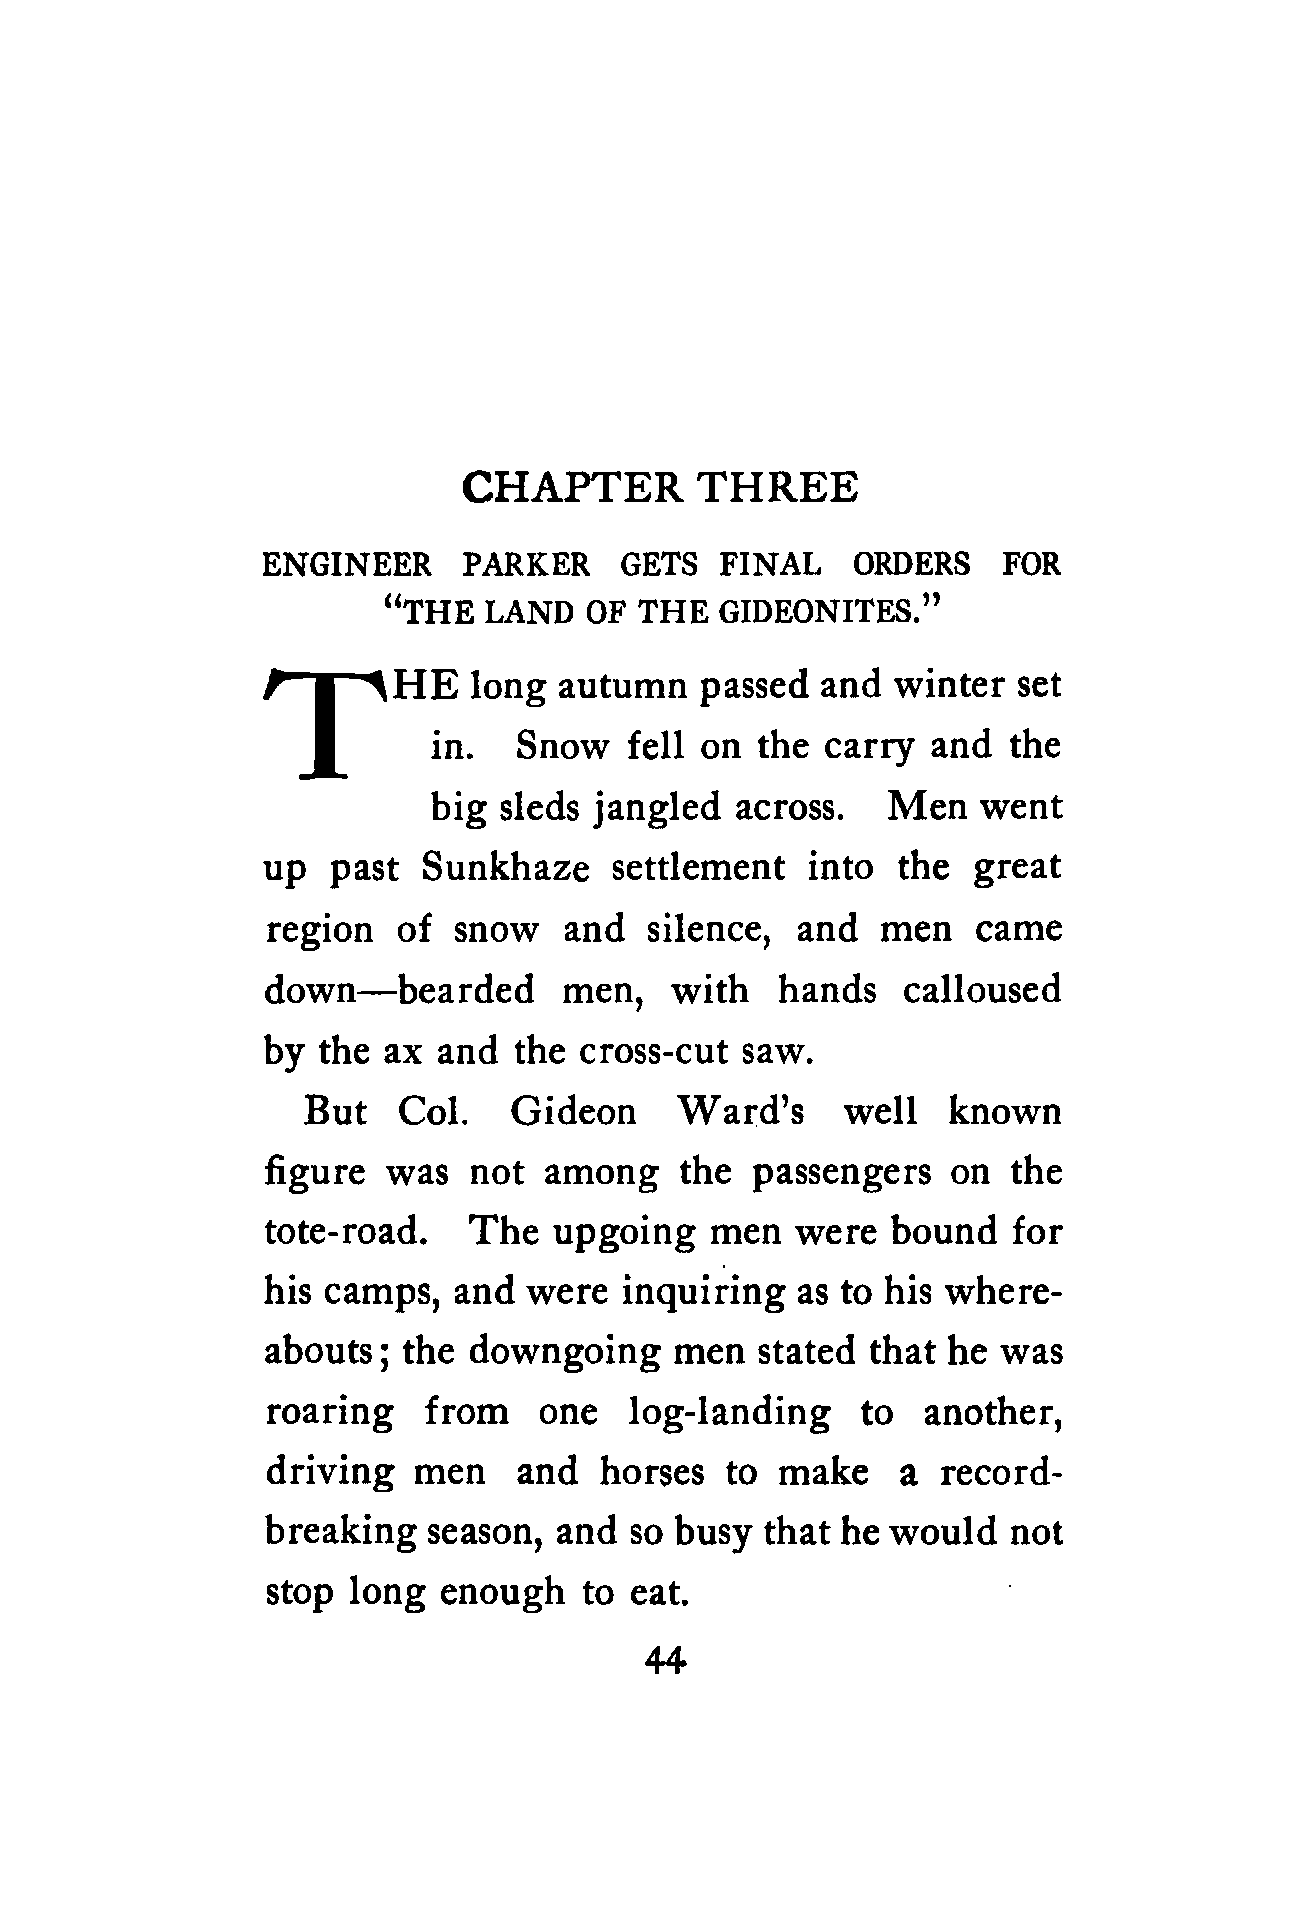 CHAPTER THREE
ENGINEER PARKER GETS FINAL ORDERS FOR
“THE LAND OF THE GIDEONITES.”
THE long autumn passed and winter set
in. Snow fell on the carry and the
big sleds jangled across. Men went
up past Sunkhaze settlement into the great
region of snow and silence, and men came
down—bearded men, with hands calloused
by the ax and the cross-cut saw.
But Col. Gideon Ward’s well known
figure was not among the passengers on the
tote-road. The upgoing men were bound for
his camps, and were inquiring as to his where-
abouts; the downgoing men stated that he was
roaring from one log-landing to another,
driving men and horses to make a record-
breaking season, and so busy that he would not
stop long enough to eat.
44